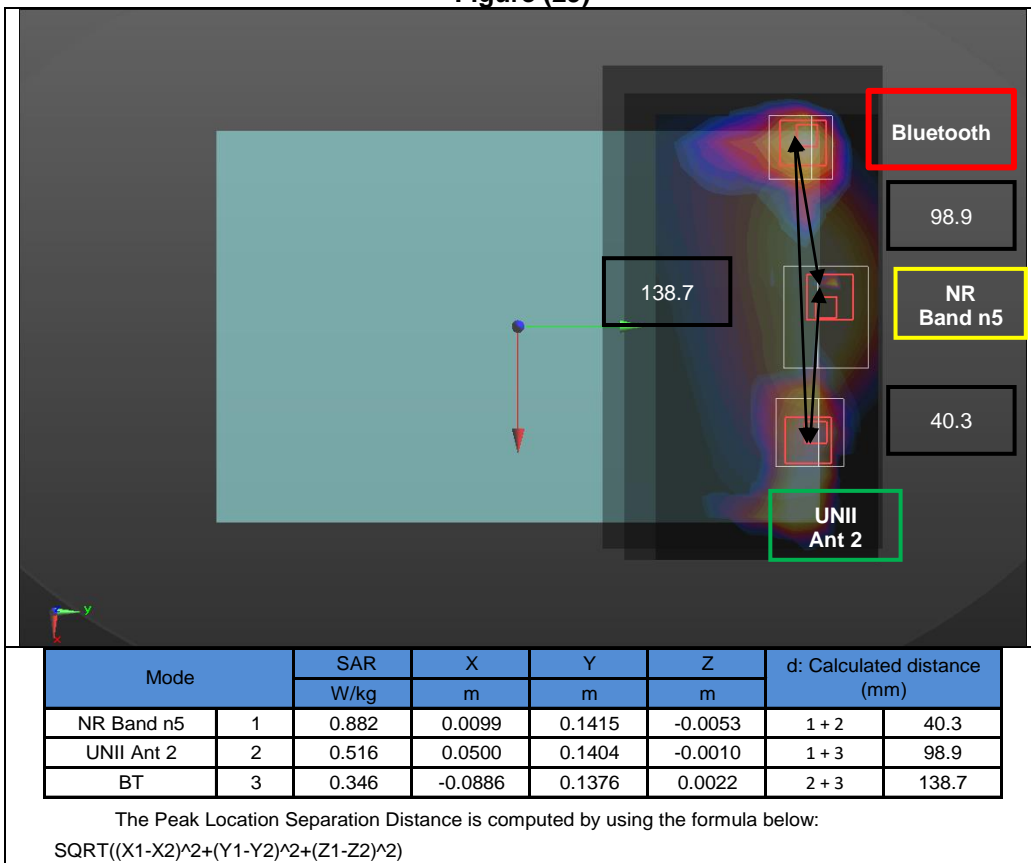 Bluetooth
98.9
138.7
NR
Band n5
40.3
UNII
Ant 2
y
x
Mode SAR X Y Z d: Calculated distance
W/kg m m m (mm)
NR Band n5 1 0.882 0.0099 0.1415 -0.0053 1 + 2 40.3
UNII Ant 2 2 0.516 0.0500 0.1404 -0.0010 1 + 3 98.9
BT 3 0.346 -0.0886 0.1376 0.0022 2 + 3 138.7
The Peak Location Separation Distance is computed by using the formula below:
SQRT((X1-X2)^2+(Y1-Y2)^2+(Z1-Z2)^2)